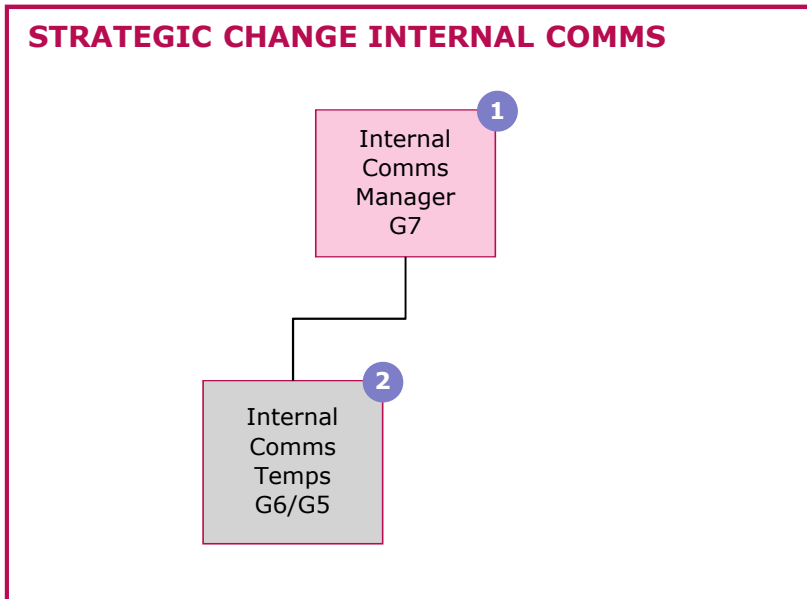 STRATEGIC CHANGE INTERNAL COMMS
1
Internal
Comms
Manager
G7
2
Internal
Comms
Temps
G6/G5